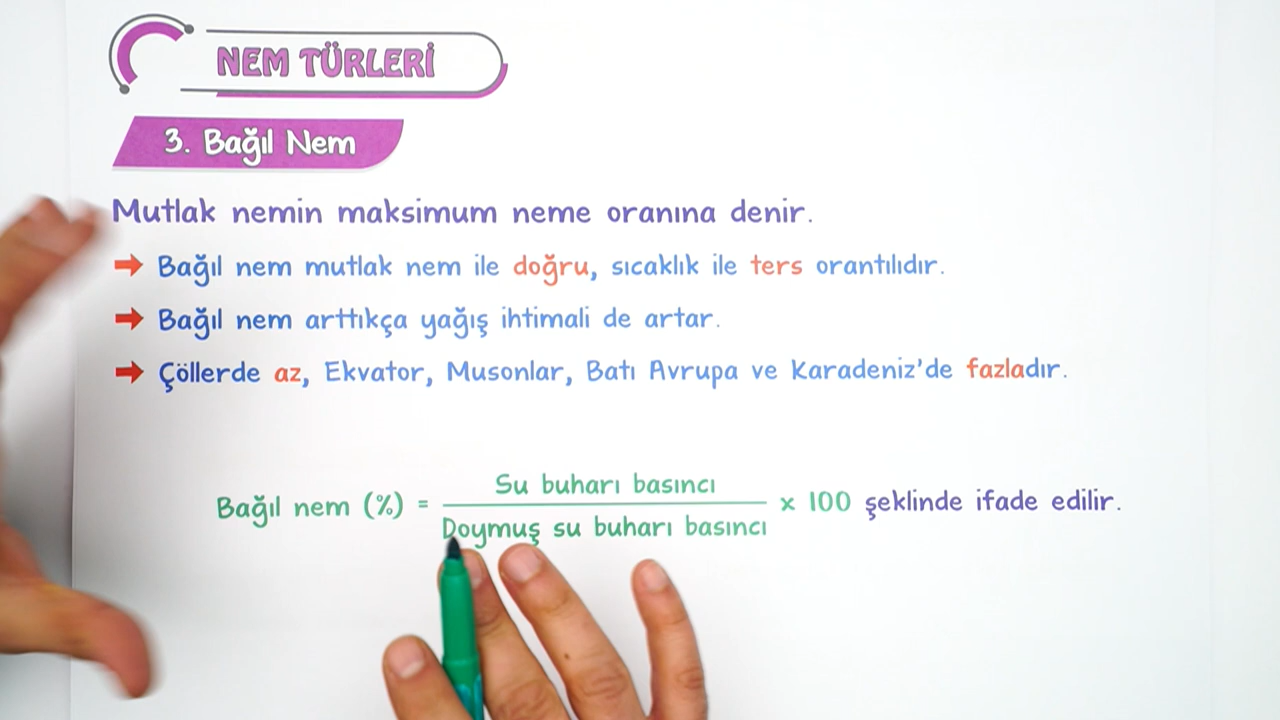 NEM TÜRLERİ
3. Bağıl Nem
Mutlak nemin maksimum neme oranına denir.
➡ Bağıl nem mutlak nem ile doğru, sıcaklık ile ters orantılıdır.
➡ Bağıl nem arttıkça yağış ihtimali de artar.
➡ Çöllerde az, Ekvator, Musonlar, Batı Avrupa ve Karadeniz'de fazladır.
Su buharı basıncı
Bağıl nem (%) = x 100 şeklinde ifade edilir.
Doymuş su buharı basıncı